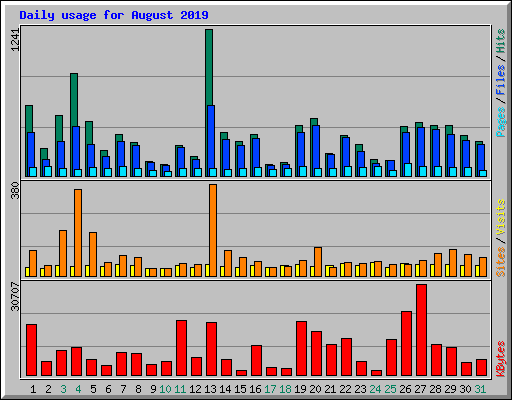 Daily usage for August 2019
1241
Pages / Files / Hits
380
Sites / Visits
30707
KBytes
1 2 3 4 5 6 7 8 9 10 11 12 13 14 15 16 17 18 19 20 21 22 23 24 25 26 27 28 29 30 31